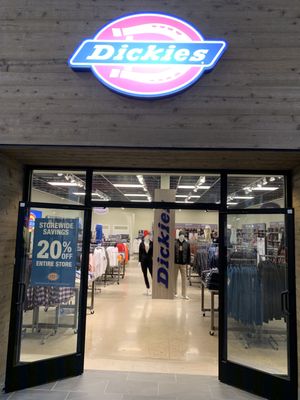 Dickies
STOREWIDE
SAVINGS
20% OFF
ENTIRE STORE
Dickies